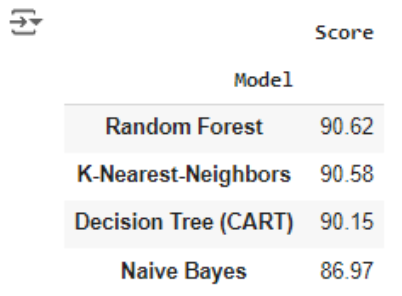 Score
Model
Random Forest 90.62
K-Nearest-Neighbors 90.58
Decision Tree (CART) 90.15
Naive Bayes 86.97